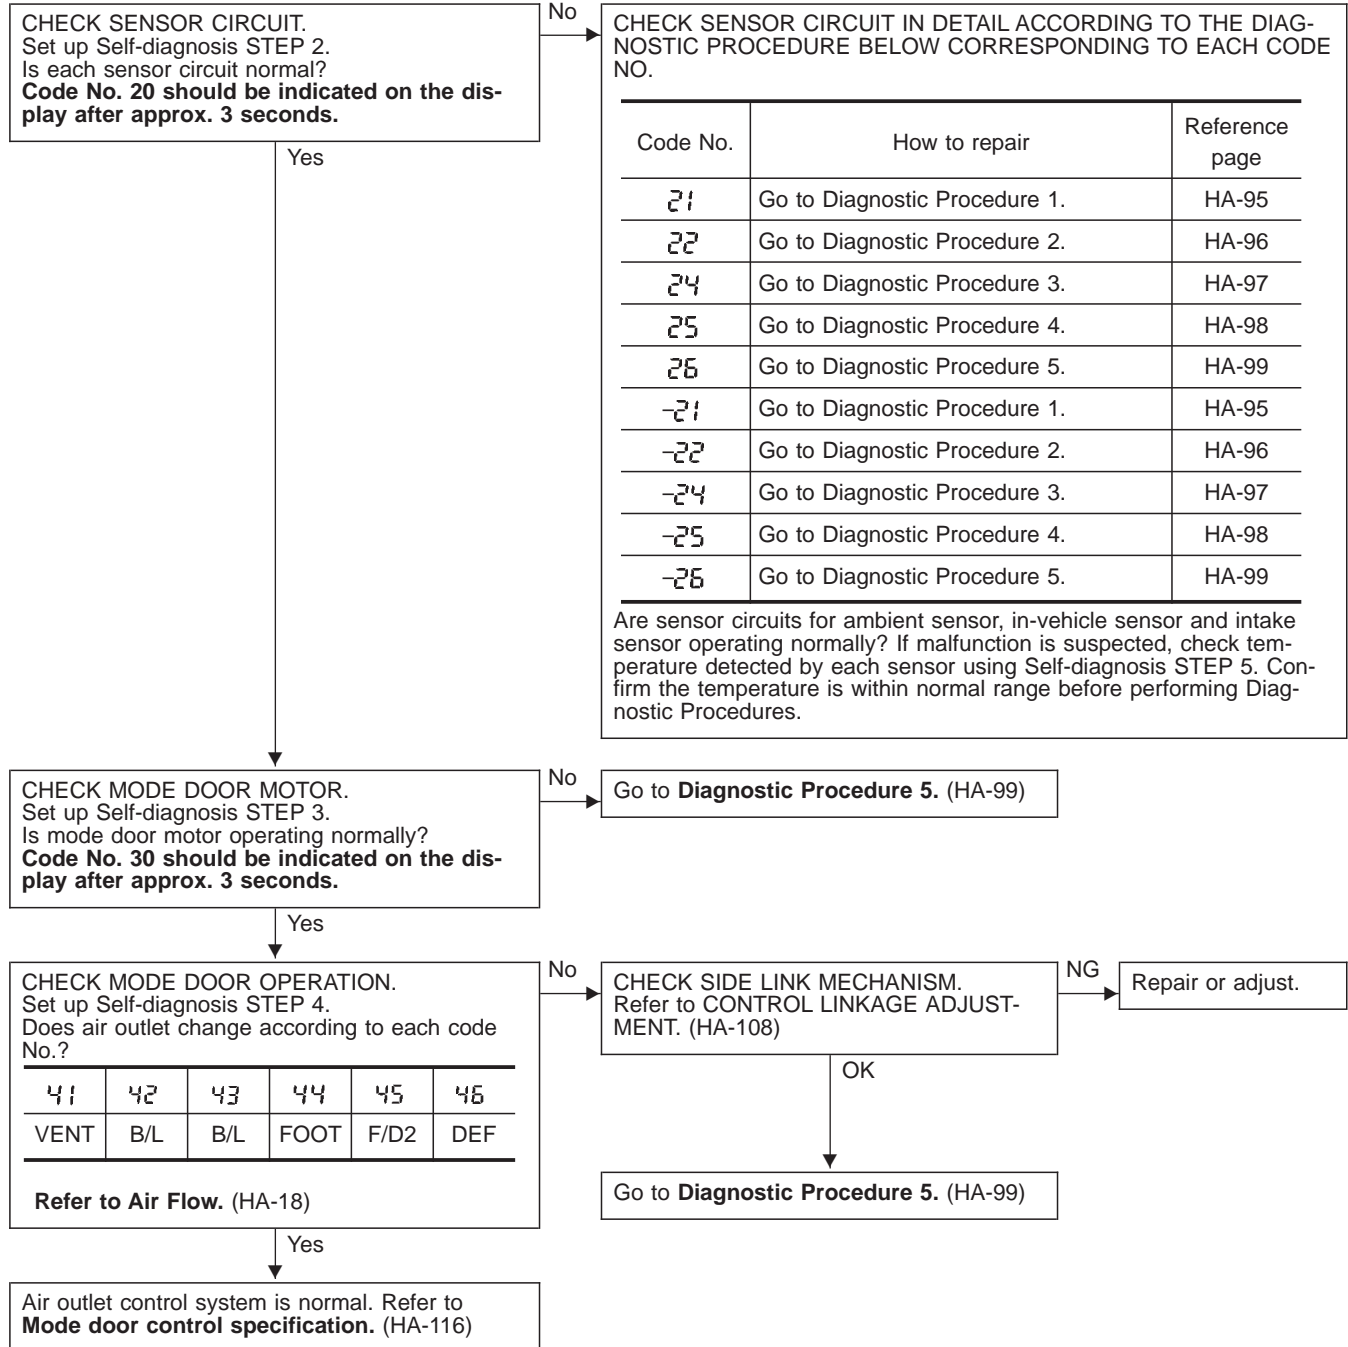 CHECK SENSOR CIRCUIT.
Set up Self-diagnosis STEP 2.
Is each sensor circuit normal?
Code No. 20 should be indicated on the dis-
play after approx. 3 seconds.
No
CHECK SENSOR CIRCUIT IN DETAIL ACCORDING TO THE DIAG-
NOSTIC PROCEDURE BELOW CORRESPONDING TO EACH CODE
NO.
Code No. How to repair Reference page
21 Go to Diagnostic Procedure 1. HA-95
22 Go to Diagnostic Procedure 2. HA-96
24 Go to Diagnostic Procedure 3. HA-97
25 Go to Diagnostic Procedure 4. HA-98
26 Go to Diagnostic Procedure 5. HA-99
–21 Go to Diagnostic Procedure 1. HA-95
–22 Go to Diagnostic Procedure 2. HA-96
–24 Go to Diagnostic Procedure 3. HA-97
–25 Go to Diagnostic Procedure 4. HA-98
–26 Go to Diagnostic Procedure 5. HA-99
Are sensor circuits for ambient sensor, in-vehicle sensor and intake
sensor operating normally? If malfunction is suspected, check tem-
perature detected by each sensor using Self-diagnosis STEP 5. Con-
firm the temperature is within normal range before performing Diag-
nostic Procedures.
Yes
CHECK MODE DOOR MOTOR.
Set up Self-diagnosis STEP 3.
Is mode door motor operating normally?
Code No. 30 should be indicated on the dis-
play after approx. 3 seconds.
No
Go to Diagnostic Procedure 5. (HA-99)
Yes
CHECK MODE DOOR OPERATION.
Set up Self-diagnosis STEP 4.
Does air outlet change according to each code
No.?
41 42 43 44 45 46
VENT B/L B/L FOOT F/D2 DEF
Refer to Air Flow. (HA-18)
No
CHECK SIDE LINK MECHANISM.
Refer to CONTROL LINKAGE ADJUST-
MENT. (HA-108)
NG
Repair or adjust.
OK
Go to Diagnostic Procedure 5. (HA-99)
Yes
Air outlet control system is normal. Refer to
Mode door control specification. (HA-116)